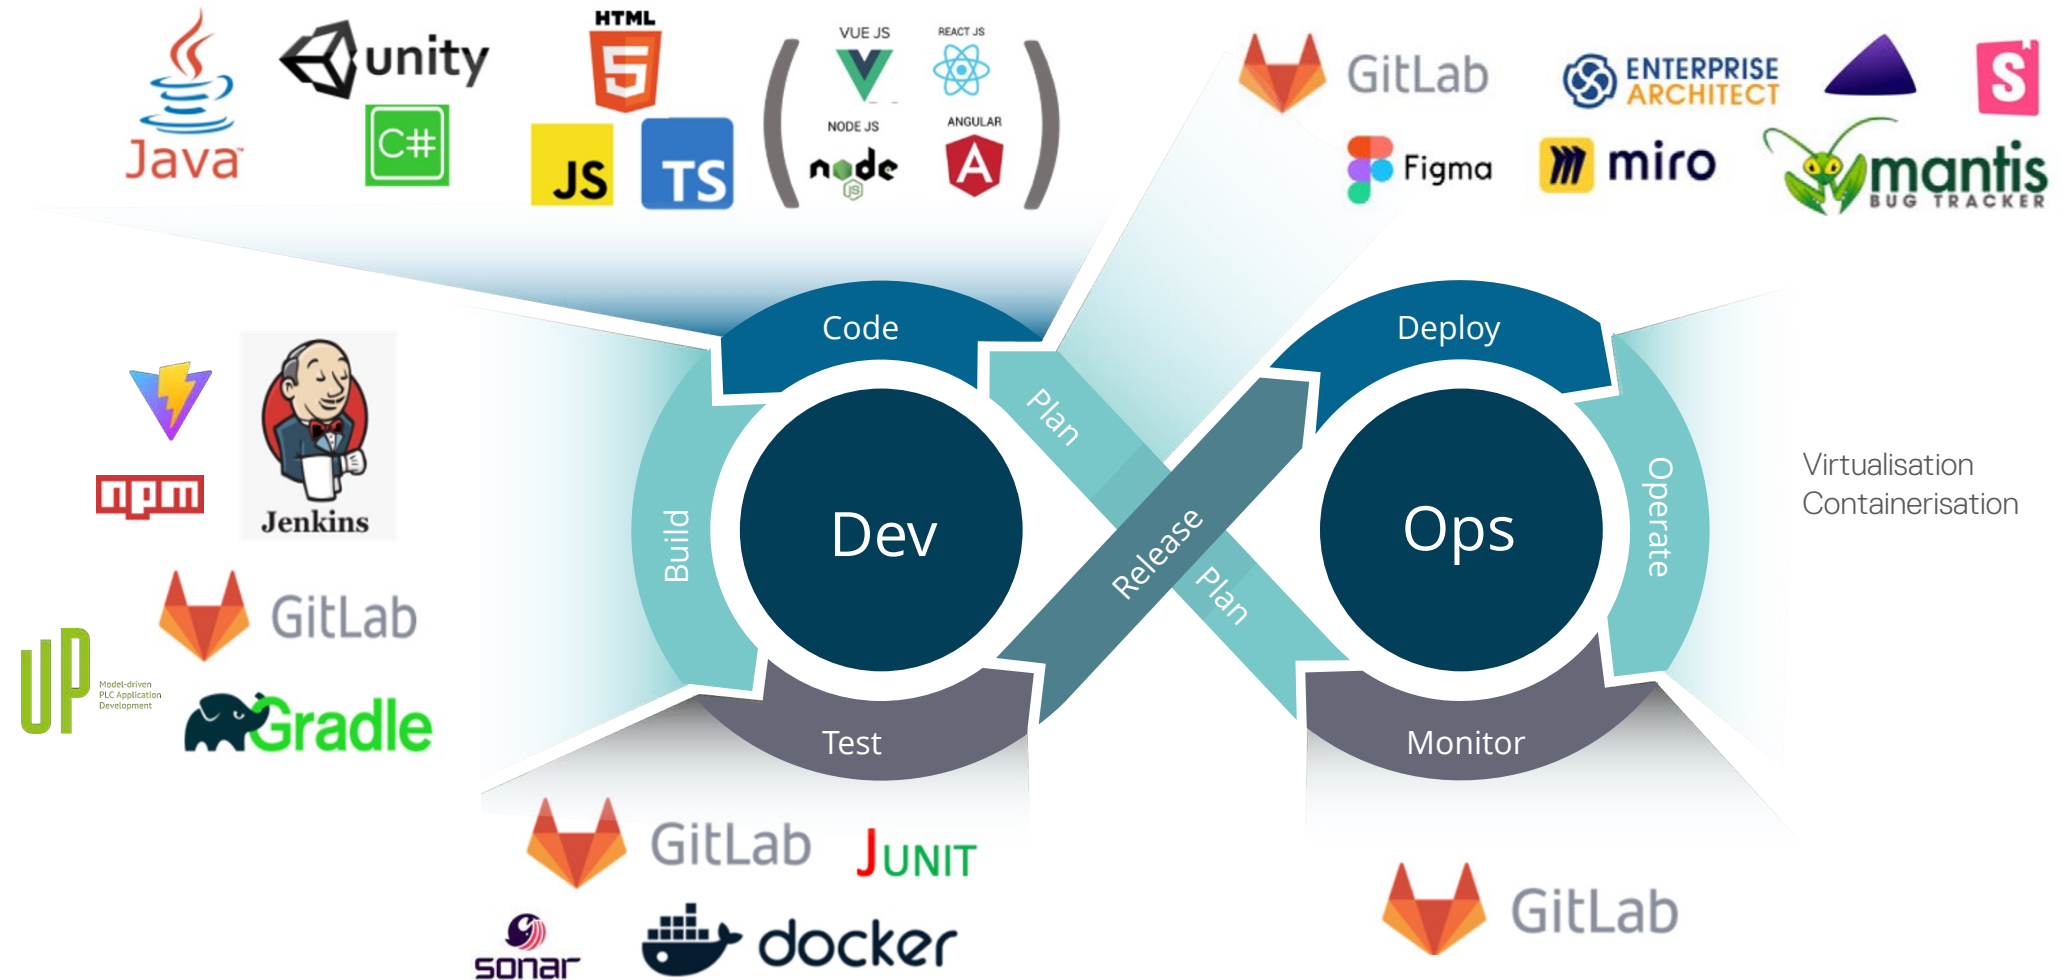 Java
unity
C#
HTML
5
JS
TS
VUE JS
REACT JS
NODE JS
node
JS
ANGULAR
A
GitLab
ENTERPRISE
ARCHITECT
S
Figma
miro
mantis
BUG TRACKER
Code
Deploy
Plan
Build
Dev
Release
Plan
Ops
Operate
Test
Monitor
Virtualisation
Containerisation
npm
Jenkins
GitLab
UP
Model-driven
PLC Application
Development
Gradle
GitLab
JUNIT
sonar
docker
GitLab